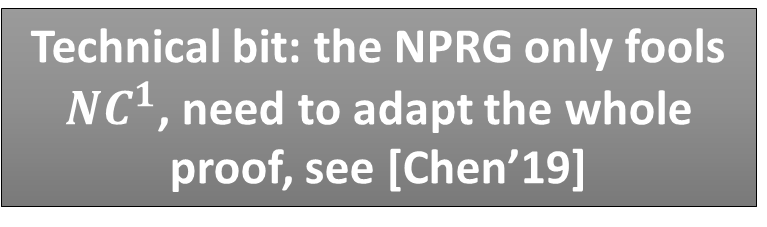 Technical bit: the NPRG only fools
NC¹, need to adapt the whole
proof, see [Chen’19]